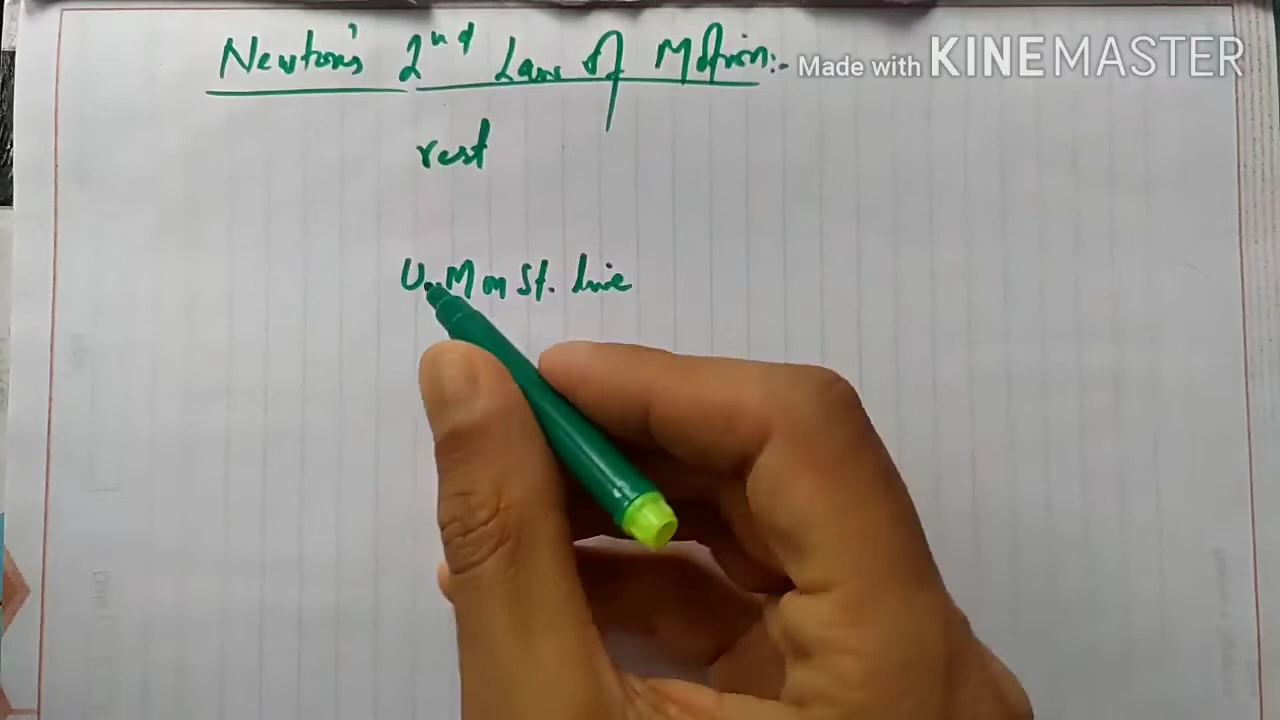 Newton's 2nd Law of Motion:-
Made with KINEMASTER
rest
U.M on St. line